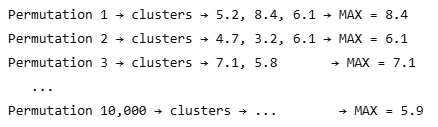 Permutation 1 → clusters → 5.2, 8.4, 6.1 → MAX = 8.4
Permutation 2 → clusters → 4.7, 3.2, 6.1 → MAX = 6.1
Permutation 3 → clusters → 7.1, 5.8 → MAX = 7.1
...
Permutation 10,000 → clusters → ... → MAX = 5.9